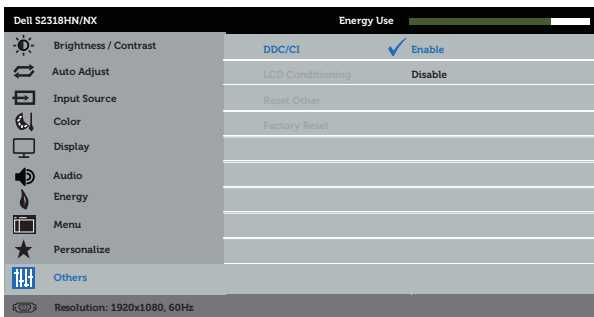 Dell S2318HN/NX Energy Use
Brightness / Contrast
DDC/CI Enable
Auto Adjust
LCD Conditioning Disable
Input Source
Reset Other
Color
Factory Reset
Display
Audio
Energy
Menu
Personalize
Others
Resolution: 1920x1080, 60Hz